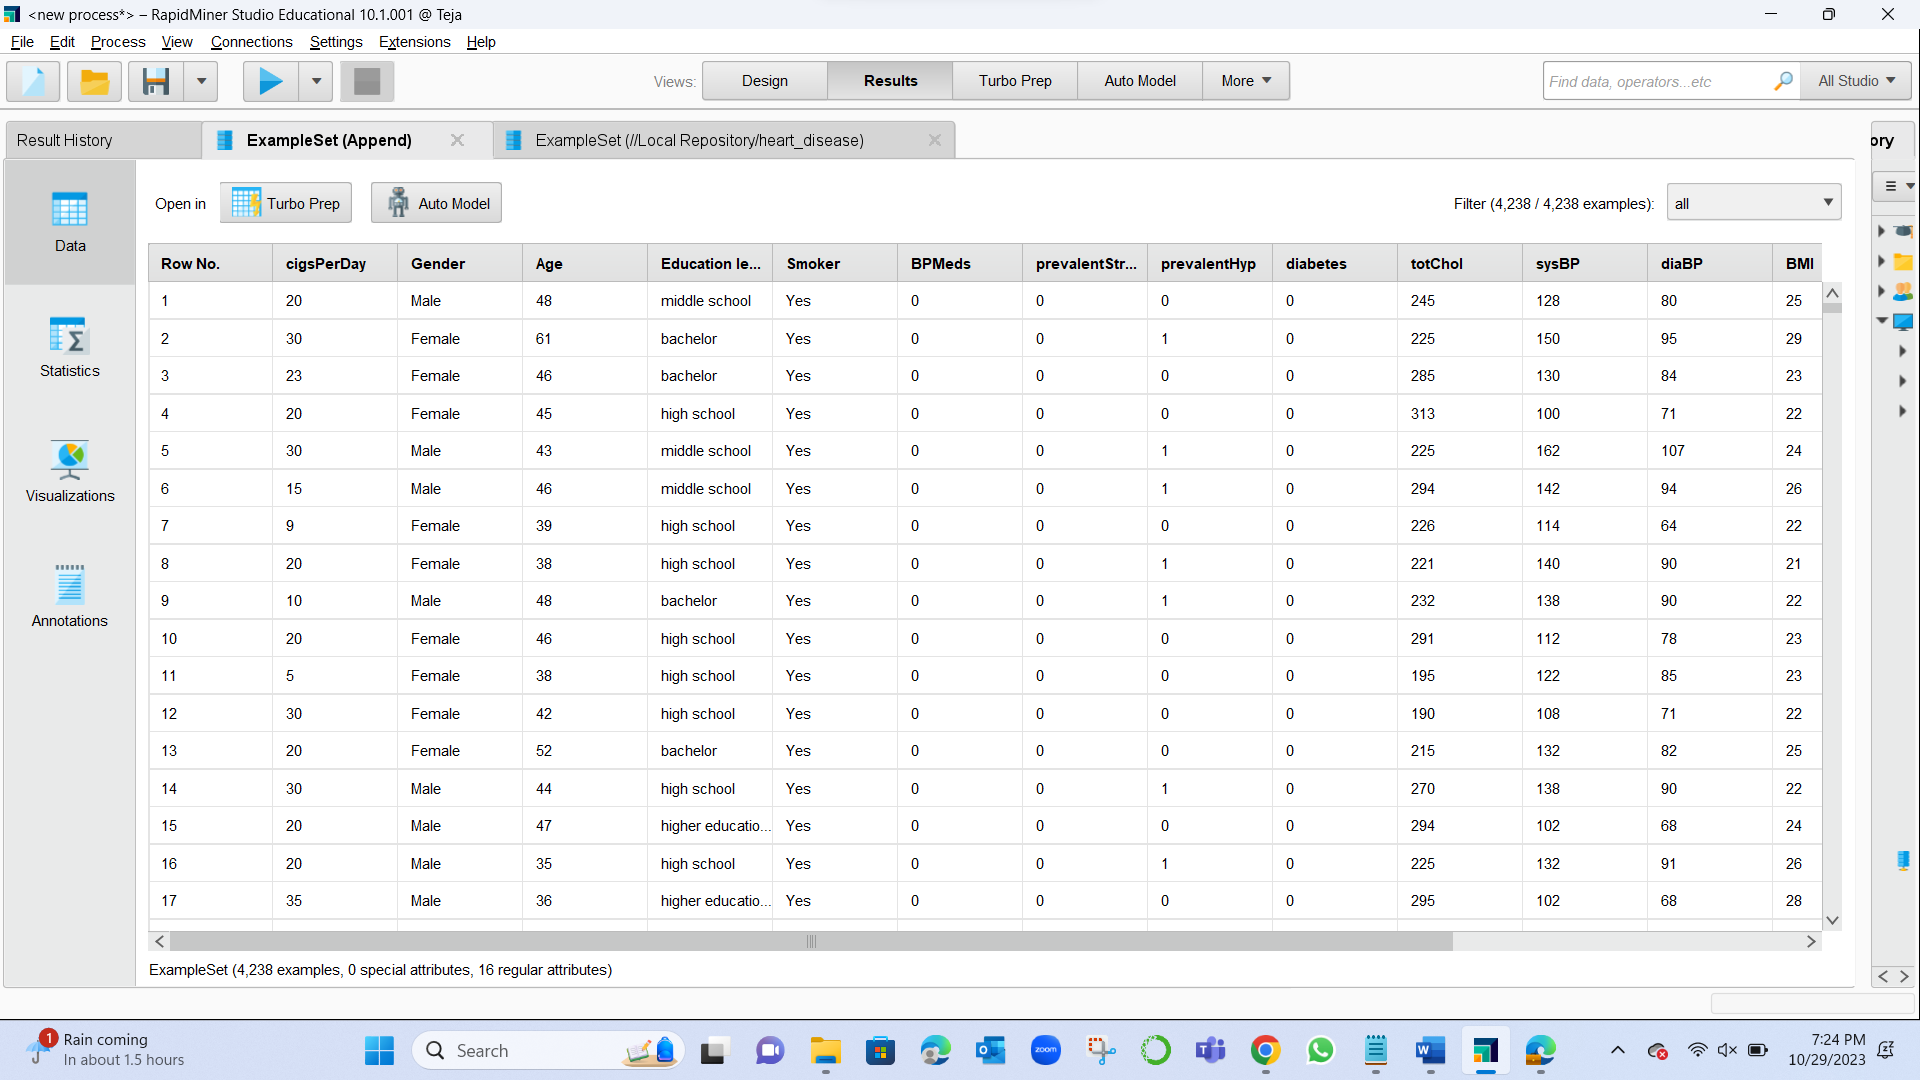 <new process*> – RapidMiner Studio Educational 10.1.001 @ Teja
File Edit Process View Connections Settings Extensions Help
Views: Design Results Turbo Prep Auto Model More
Find data, operators...etc
All Studio
Result History
ExampleSet (Append)
ExampleSet (//Local Repository/heart_disease)
ory
Open in Turbo Prep Auto Model
Filter (4,238 / 4,238 examples): all
Data
Statistics
Visualizations
Annotations
Row No. cigsPerDay Gender Age Education le... Smoker BPMeds prevalentStr... prevalentHyp diabetes totChol sysBP diaBP BMI
1 20 Male 48 middle school Yes 0 0 0 0 245 128 80 25
2 30 Female 61 bachelor Yes 0 0 1 0 225 150 95 29
3 23 Female 46 bachelor Yes 0 0 0 0 285 130 84 23
4 20 Female 45 high school Yes 0 0 0 0 313 100 71 22
5 30 Male 43 middle school Yes 0 0 1 0 225 162 107 24
6 15 Male 46 middle school Yes 0 0 1 0 294 142 94 26
7 9 Female 39 high school Yes 0 0 0 0 226 114 64 22
8 20 Female 38 high school Yes 0 0 1 0 221 140 90 21
9 10 Male 48 bachelor Yes 0 0 1 0 232 138 90 22
10 20 Female 46 high school Yes 0 0 0 0 291 112 78 23
11 5 Female 38 high school Yes 0 0 0 0 195 122 85 23
12 30 Female 42 high school Yes 0 0 0 0 190 108 71 22
13 20 Female 52 bachelor Yes 0 0 0 0 215 132 82 25
14 30 Male 44 high school Yes 0 0 1 0 270 138 90 22
15 20 Male 47 higher educatio... Yes 0 0 0 0 294 102 68 24
16 20 Male 35 high school Yes 0 0 1 0 225 132 91 26
17 35 Male 36 higher educatio... Yes 0 0 0 0 295 102 68 28
ExampleSet (4,238 examples, 0 special attributes, 16 regular attributes)
1
Rain coming
In about 1.5 hours
Search
zoom
7:24 PM
10/29/2023